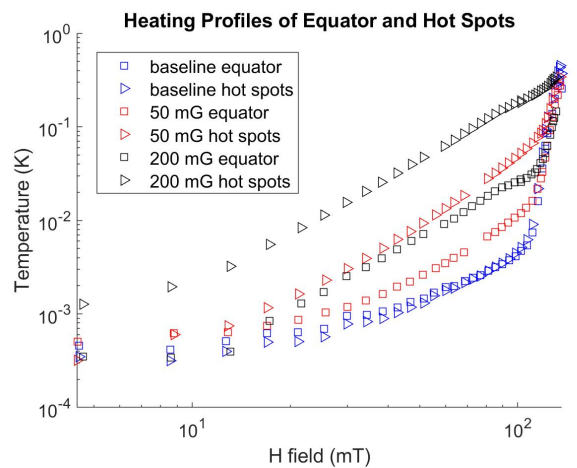 Heating Profiles of Equator and Hot Spots
10^0
baseline equator
baseline hot spots
50 mG equator
50 mG hot spots
200 mG equator
200 mG hot spots
10^-1
10^-2
10^-3
10^-4
Temperature (K)
10^1
10^2
H field (mT)